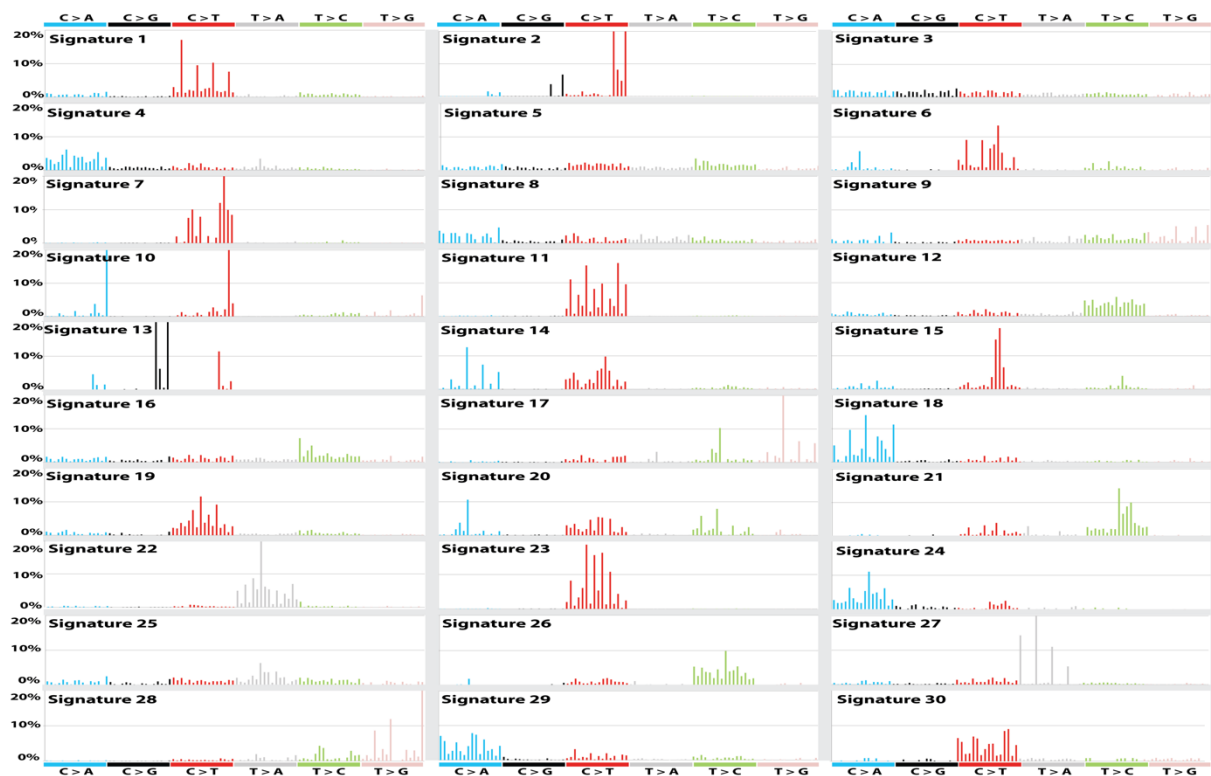 C > A C > G C > T T > A T > C T > G C > A C > G C > T T > A T > C T > G C > A C > G C > T T > A T > C T > G
20% Signature 1 Signature 2 Signature 3
10%
0%
20% Signature 4 Signature 5 Signature 6
10%
0%
20% Signature 7 Signature 8 Signature 9
10%
0%
20% Signature 10 Signature 11 Signature 12
10%
0%
20% Signature 13 Signature 14 Signature 15
10%
0%
20% Signature 16 Signature 17 Signature 18
10%
0%
20% Signature 19 Signature 20 Signature 21
10%
0%
20% Signature 22 Signature 23 Signature 24
10%
0%
20% Signature 25 Signature 26 Signature 27
10%
0%
20% Signature 28 Signature 29 Signature 30
10%
0%
C > A C > G C > T T > A T > C T > G C > A C > G C > T T > A T > C T > G C > A C > G C > T T > A T > C T > G